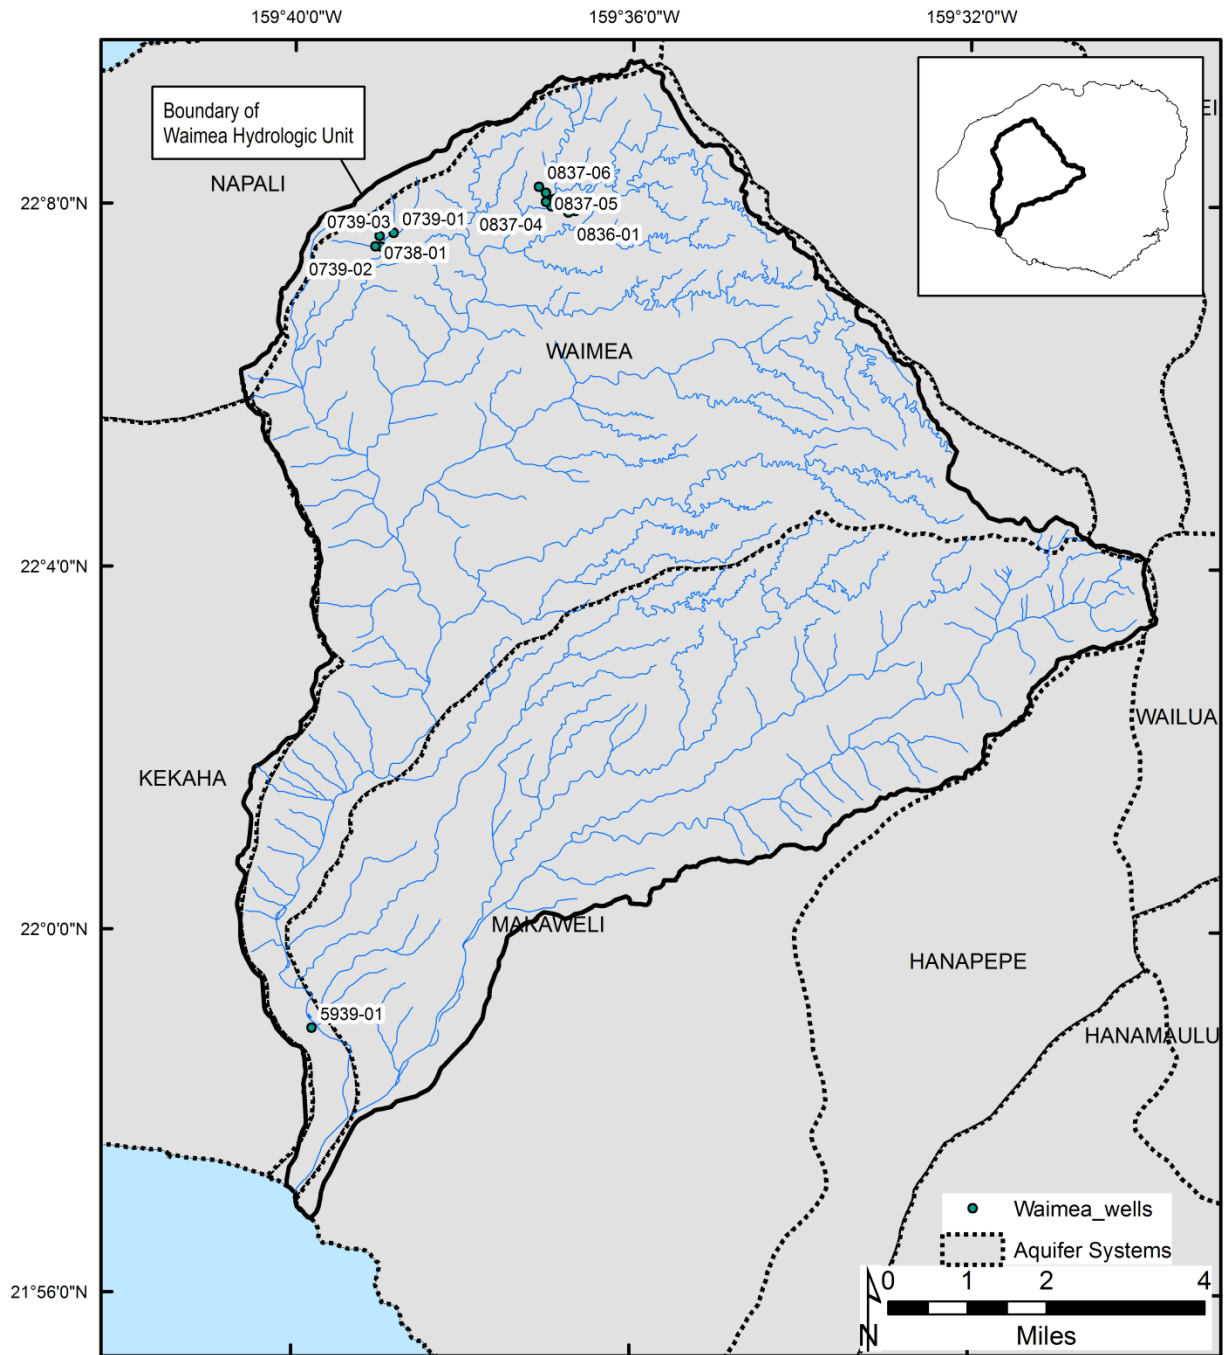 159°40'0"W
159°36'0"W
159°32'0"W
Boundary of
Waimea Hydrologic Unit
NAPALI
EI
22°8'0"N
0837-06
0837-05
0837-04
0836-01
0739-03
0739-01
0738-01
0739-02
WAIMEA
22°4'0"N
WAILUA
KEKAHA
22°0'0"N
MAKAWELI
HANAPEPE
5939-01
HANAMAULU
Waimea_wells
Aquifer Systems
21°56'0"N
0 1 2 4
N
Miles